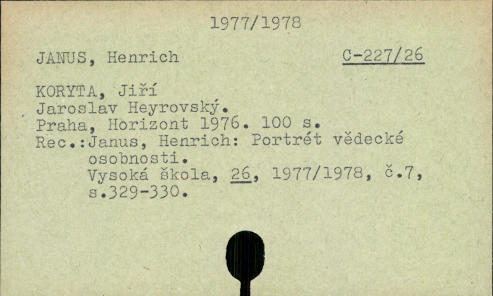 1977/1978
JANUS, Henrich C-227/26
KORYTA, Jiří
Jaroslav Heyrovský.
Praha, Horizont 1976. 100 s.
Rec.:Janus, Henrich: Portrét vědecké
osobnosti.
Vysoká škola, 26, 1977/1978, č.7,
s.329-330.